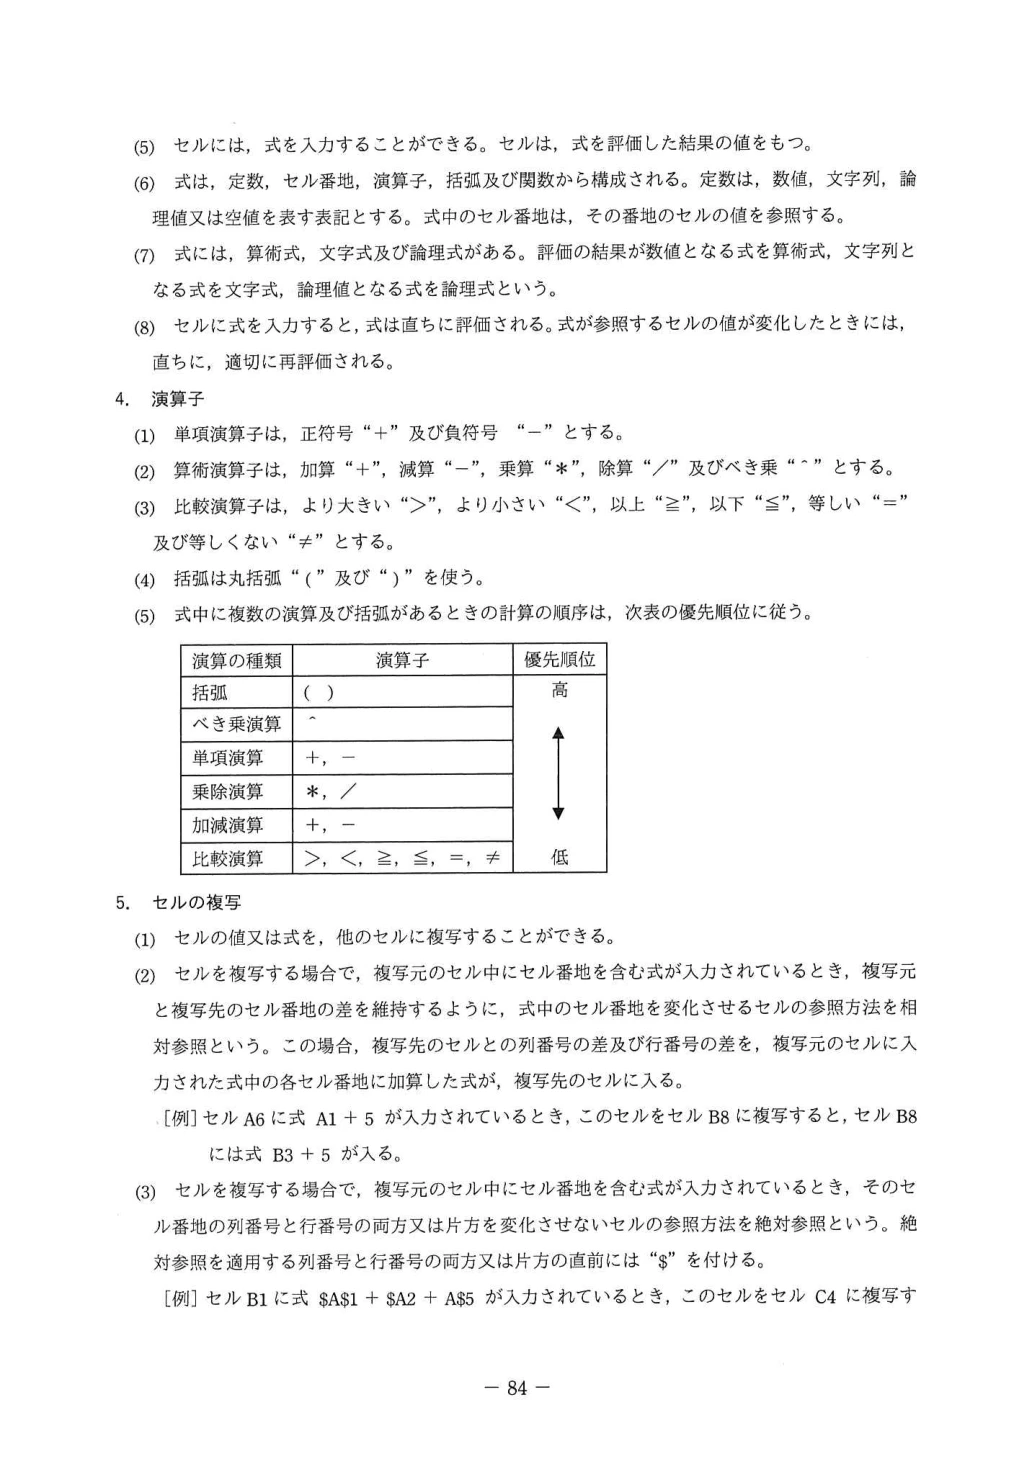 (5) セルには，式を入力することができる。セルは，式を評価した結果の値をもつ。
(6) 式は，定数，セル番地，演算子，括弧及び関数から構成される。定数は，数値，文字列，論
理値又は空値を表す表記とする。式中のセル番地は，その番地のセルの値を参照する。
(7) 式には，算術式，文字式及び論理式がある。評価の結果が数値となる式を算術式，文字列と
なる式を文字式，論理値となる式を論理式という。
(8) セルに式を入力すると，式は直ちに評価される。式が参照するセルの値が変化したときには，
直ちに，適切に再評価される。
4. 演算子
(1) 単項演算子は，正符号“＋”及び負符号 “－”とする。
(2) 算術演算子は，加算“＋”，減算“－”，乗算“＊”，除算“／”及びべき乗“＾”とする。
(3) 比較演算子は，より大きい“＞”，より小さい“＜”，以上“≧”，以下“≦”，等しい“＝”
及び等しくない“≠”とする。
(4) 括弧は丸括弧“(”及び“)”を使う。
(5) 式中に複数の演算及び括弧があるときの計算の順序は，次表の優先順位に従う。
演算の種類 演算子 優先順位
括弧 ( ) 高
べき乗演算 ＾
単項演算 ＋，－
乗除演算 ＊，／
加減演算 ＋，－
比較演算 ＞，＜，≧，≦，＝，≠ 低
5. セルの複写
(1) セルの値又は式を，他のセルに複写することができる。
(2) セルを複写する場合で，複写元のセル中にセル番地を含む式が入力されているとき，複写元
と複写先のセル番地の差を維持するように，式中のセル番地を変化させるセルの参照方法を相
対参照という。この場合，複写先のセルとの列番号の差及び行番号の差を，複写元のセルに入
力された式中の各セル番地に加算した式が，複写先のセルに入る。
［例］セル A6 に式 A1 + 5 が入力されているとき，このセルをセル B8 に複写すると，セル B8
には式 B3 + 5 が入る。
(3) セルを複写する場合で，複写元のセル中にセル番地を含む式が入力されているとき，そのセ
ル番地の列番号と行番号の両方又は片方を変化させないセルの参照方法を絶対参照という。絶
対参照を適用する列番号と行番号の両方又は片方の直前には“$”を付ける。
［例］セル B1 に式 $A$1 + $A2 + A$5 が入力されているとき，このセルをセル C4 に複写す
－ 84 －